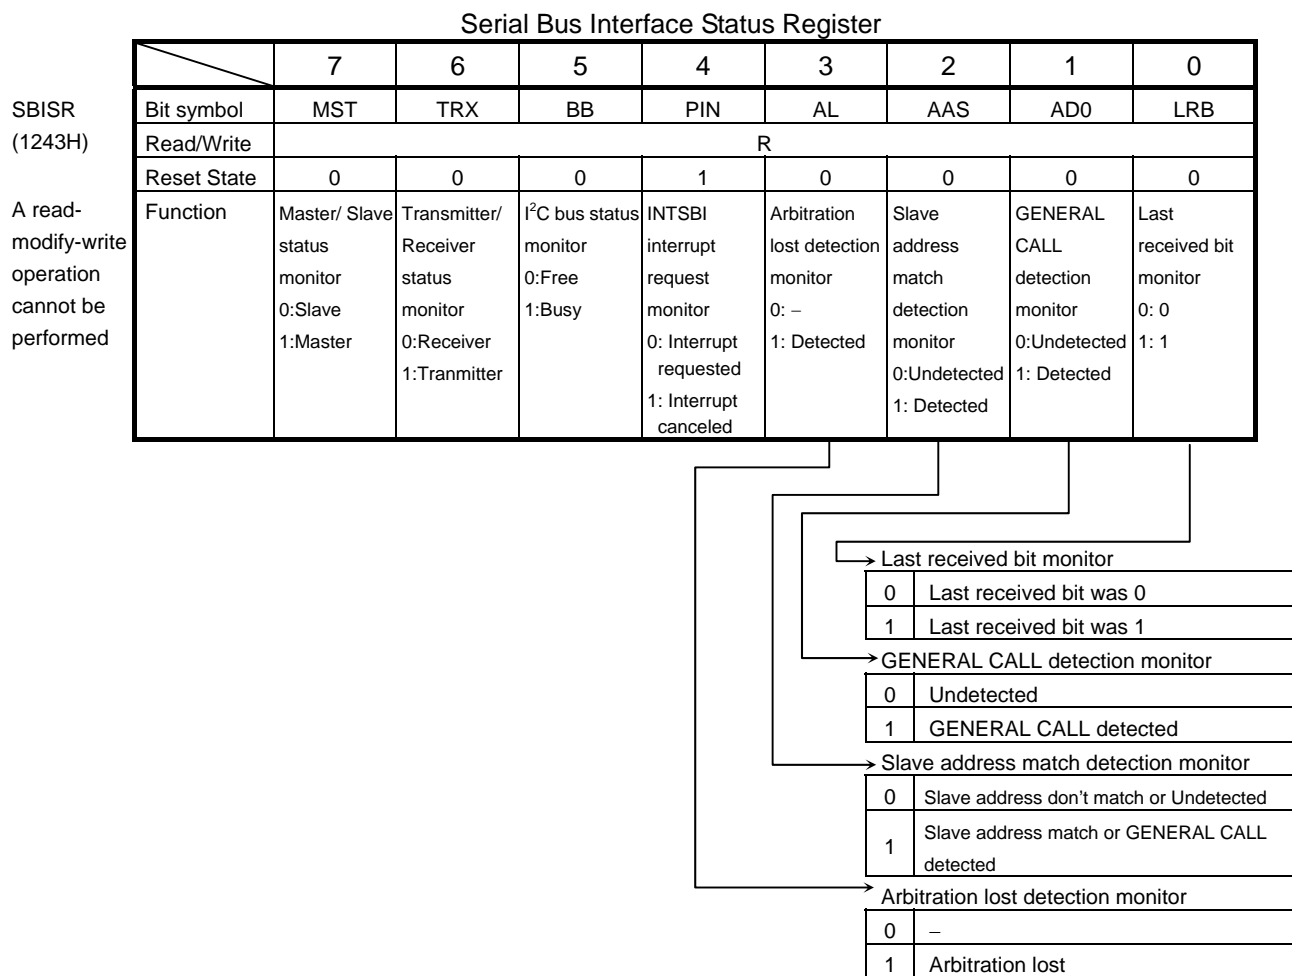 Serial Bus Interface Status Register
7 6 5 4 3 2 1 0
SBISR Bit symbol MST TRX BB PIN AL AAS AD0 LRB
(1243H) Read/Write R
Reset State 0 0 0 1 0 0 0 0
A read-
modify-write
operation
cannot be
performed
Function
Master/ Slave
status
monitor
0:Slave
1:Master
Transmitter/
Receiver
status
monitor
0:Receiver
1:Tranmitter
I²C bus status
monitor
0:Free
1:Busy
INTSBI
interrupt
request
monitor
0: Interrupt
requested
1: Interrupt
canceled
Arbitration
lost detection
monitor
0: −
1: Detected
Slave
address
match
detection
monitor
0:Undetected
1: Detected
GENERAL
CALL
detection
monitor
0:Undetected
1: Detected
Last
received bit
monitor
0: 0
1: 1
Last received bit monitor
0 Last received bit was 0
1 Last received bit was 1
GENERAL CALL detection monitor
0 Undetected
1 GENERAL CALL detected
Slave address match detection monitor
0 Slave address don't match or Undetected
1 Slave address match or GENERAL CALL
detected
Arbitration lost detection monitor
0 −
1 Arbitration lost